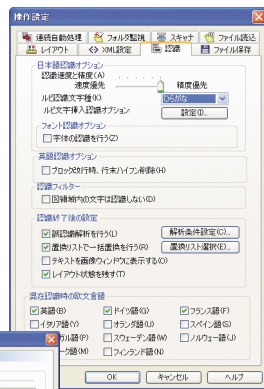 操作設定
連続自動処理 フォルダ監視 スキャナ ファイル読込
レイアウト XML設定 認識 ファイル保存
日本語認識オプション
認識速度と精度(A)
速度優先 精度優先
ルビ認識文字種(K): ひらがな
ルビ文字挿入認識オプション: 設定(D)...
フォント認識オプション
字体の認識を行う(Z)
英語認識オプション
ブロック改行時、行末ハイフン削除(H)
認識フィルター
図領域内の文字は認識しない(D)
認識終了後の設定
誤認識解析を行う(L) 解析条件設定(C)...
置換リストで一括置換を行う(R) 置換リスト選択(E)...
テキストを画像ウィンドウに表示する(O)
レイアウト状態を残す(T)
混在認識時の欧文言語
英語(B) ドイツ語(G) フランス語(F)
イタリア語(Y) オランダ語(U) スペイン語(S)
ガル語(P) スウェーデン語(W) ノルウェー語(J)
ク語(M) フィンランド語(N)
OK キャンセル ヘルプ